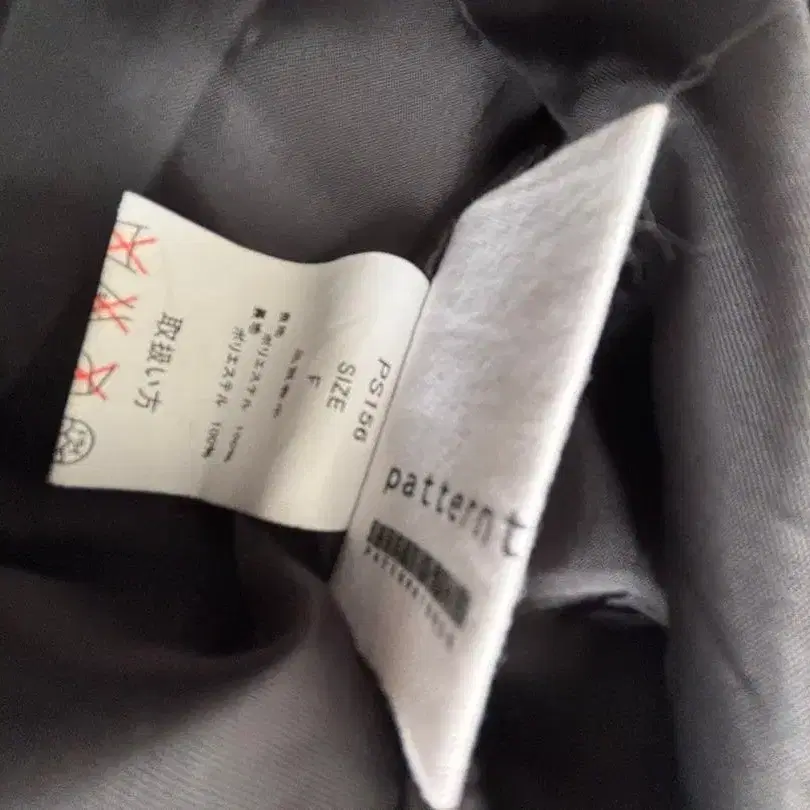 PS156
SIZE
F
表地 ポリエステル 100%
裏地 ポリエステル 100%
取扱い方
pattern t